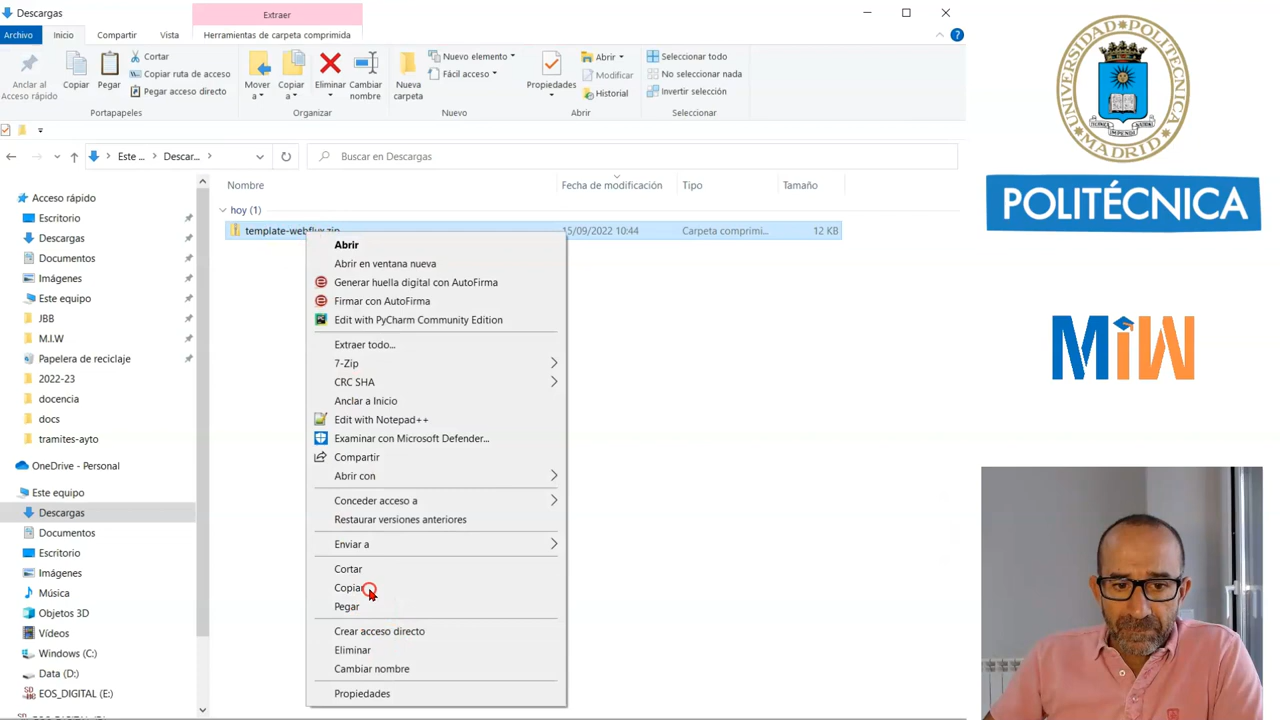 Descargas
Extraer
Archivo
Inicio
Compartir
Vista
Herramientas de carpeta comprimida
Anclar al
Acceso rápido
Copiar
Pegar
Cortar
Copiar ruta de acceso
Pegar acceso directo
Portapapeles
Mover
a
Copiar
a
Eliminar
Cambiar
nombre
Organizar
Nueva
carpeta
Nuevo elemento
Fácil acceso
Nuevo
Propiedades
Abrir
Modificar
Historial
Abrir
Seleccionar todo
No seleccionar nada
Invertir selección
Seleccionar
Este ...
Descar...
Buscar en Descargas
Nombre
Fecha de modificación
Tipo
Tamaño
hoy (1)
template-webflux.zip
15/09/2022 10:44
Carpeta comprimi...
12 KB
Acceso rápido
Escritorio
Descargas
Documentos
Imágenes
Este equipo
JBB
M.I.W
Papelera de reciclaje
2022-23
docencia
docs
tramites-ayto
OneDrive - Personal
Este equipo
Descargas
Documentos
Escritorio
Imágenes
Música
Objetos 3D
Vídeos
Windows (C:)
Data (D:)
EOS_DIGITAL (E:)
Abrir
Abrir en ventana nueva
Generar huella digital con AutoFirma
Firmar con AutoFirma
Edit with PyCharm Community Edition
Extraer todo...
7-Zip
CRC SHA
Anclar a Inicio
Edit with Notepad++
Examinar con Microsoft Defender...
Compartir
Abrir con
Conceder acceso a
Restaurar versiones anteriores
Enviar a
Cortar
Copiar
Pegar
Crear acceso directo
Eliminar
Cambiar nombre
Propiedades
UNIVERSIDAD POLITÉCNICA
DE MADRID
POLITÉCNICA
MiW